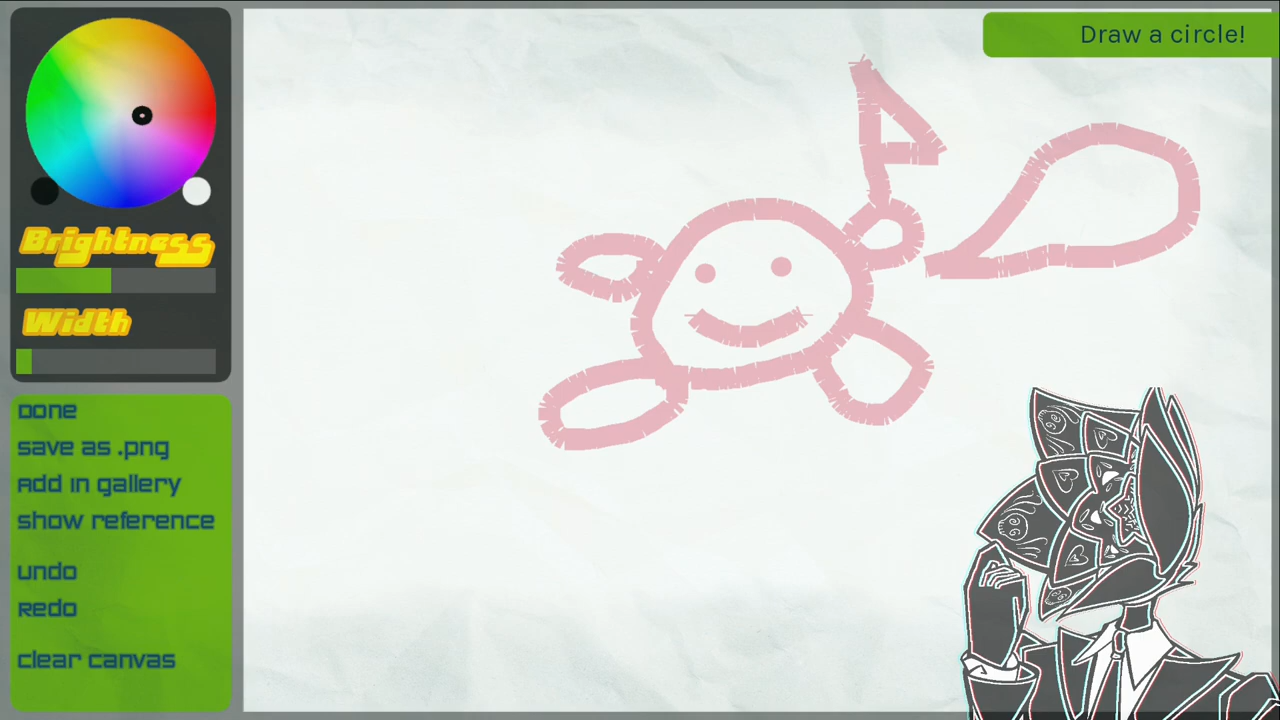 Draw a circle!
Brightness
Width
Done
save as .png
Add in gallery
show reference
undo
Redo
clear canvas